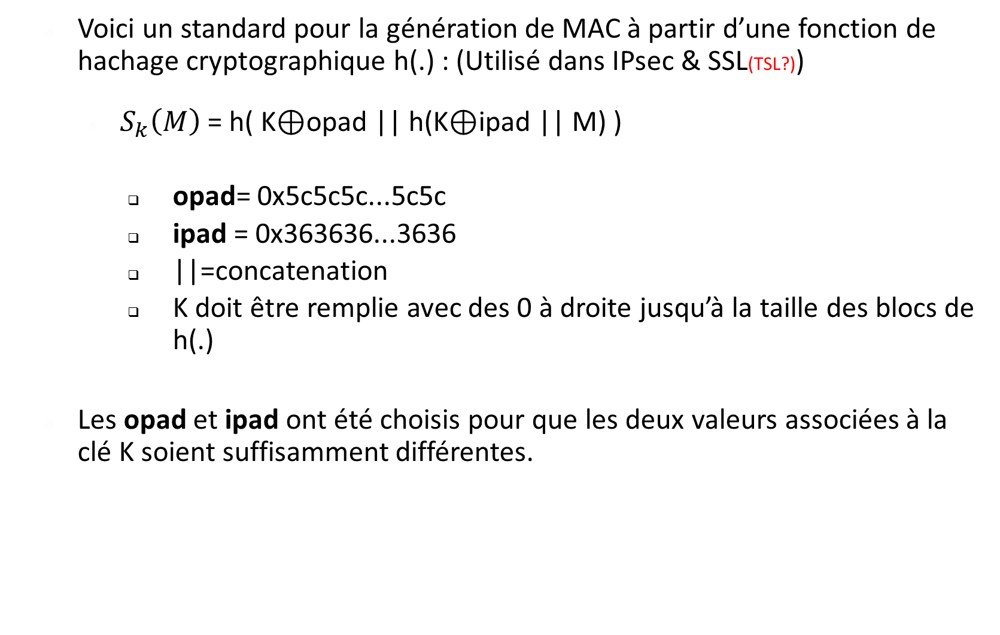 Voici un standard pour la génération de MAC à partir d’une fonction de
hachage cryptographique h(.) : (Utilisé dans IPsec & SSL(TSL?))
𝑆ₖ(𝑀) = h( K⨁opad || h(K⨁ipad || M) )
❑ opad= 0x5c5c5c...5c5c
❑ ipad = 0x363636...3636
❑ ||=concatenation
❑ K doit être remplie avec des 0 à droite jusqu’à la taille des blocs de
h(.)
Les opad et ipad ont été choisis pour que les deux valeurs associées à la
clé K soient suffisamment différentes.